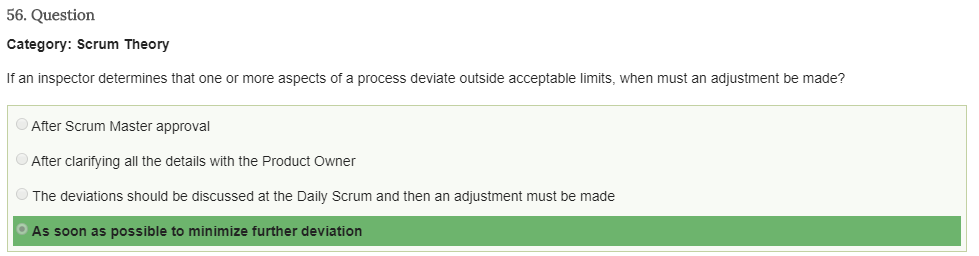 56. Question
Category: Scrum Theory
If an inspector determines that one or more aspects of a process deviate outside acceptable limits, when must an adjustment be made?
After Scrum Master approval
After clarifying all the details with the Product Owner
The deviations should be discussed at the Daily Scrum and then an adjustment must be made
As soon as possible to minimize further deviation